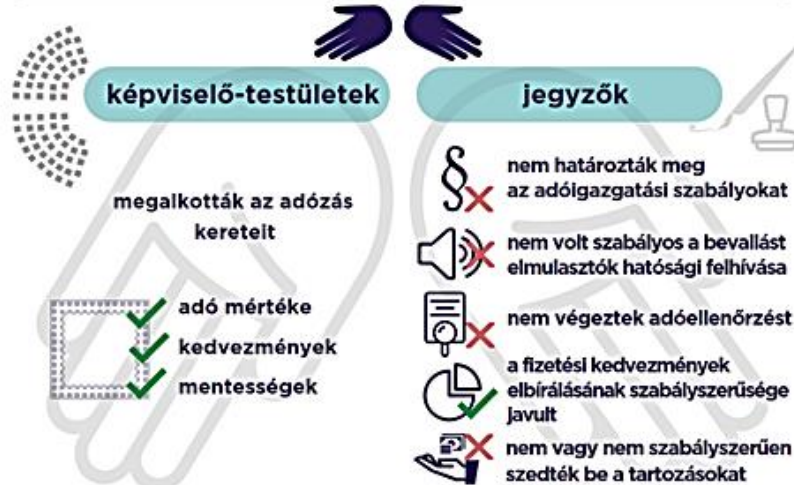 képviselő-testületek
megalkották az adózás
kereteit
adó mértéke
kedvezmények
mentességek
jegyzők
nem határozták meg
az adóigazgatási szabályokat
nem volt szabályos a bevallást
elmulasztók hatósági felhívása
nem végeztek adóellenőrzést
a fizetési kedvezmények
elbírálásának szabályszerűsége
javult
nem vagy nem szabályszerűen
szedték be a tartozásokat